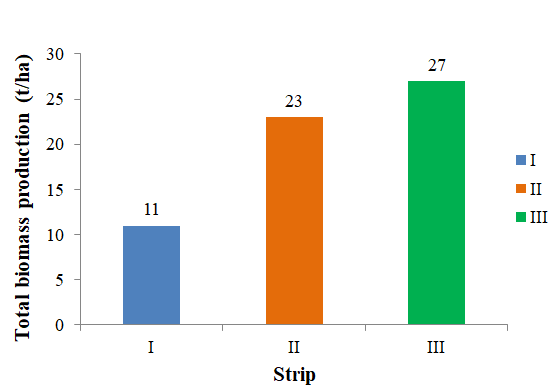 Total biomass production (t/ha)
30
25
20
15
10
5
0
11
23
27
I
II
III
Strip
I
II
III